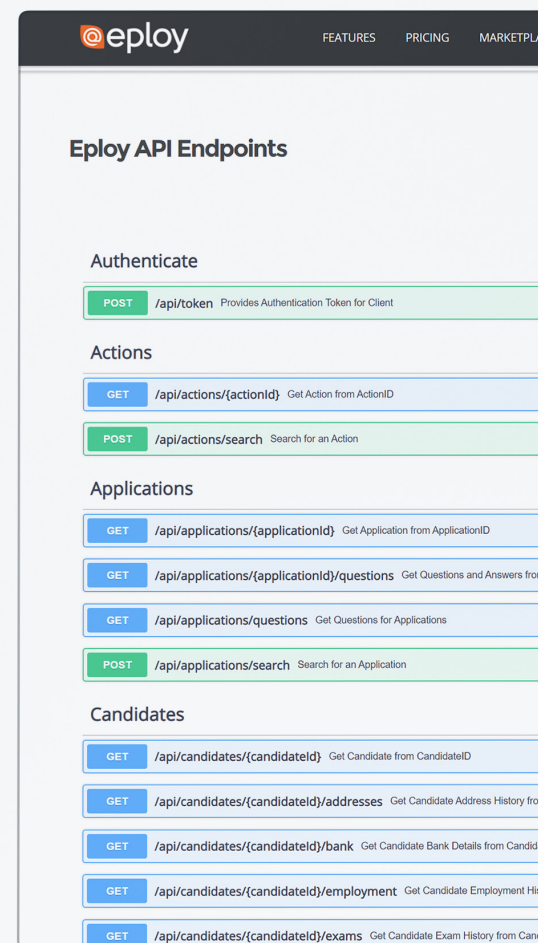 @eploy
FEATURES PRICING
Eploy API Endpoints
Authenticate
POST /api/token Provides Authentication Token for Client
Actions
GET /api/actions/{actionId} Get Action from ActionID
POST /api/actions/search Search for an Action
Applications
GET /api/applications/{applicationId} Get Application from ApplicationID
GET /api/applications/{applicationId}/questions Get Questions and Answers
GET /api/applications/questions Get Questions for Applications
POST /api/applications/search Search for an Application
Candidates
GET /api/candidates/{candidateId} Get Candidate from CandidateID
GET /api/candidates/{candidateId}/addresses Get Candidate Address History
GET /api/candidates/{candidateId}/bank Get Candidate Bank Details from
GET /api/candidates/{candidateId}/employment Get Candidate Employment
GET /api/candidates/{candidateId}/exams Get Candidate Exam History from